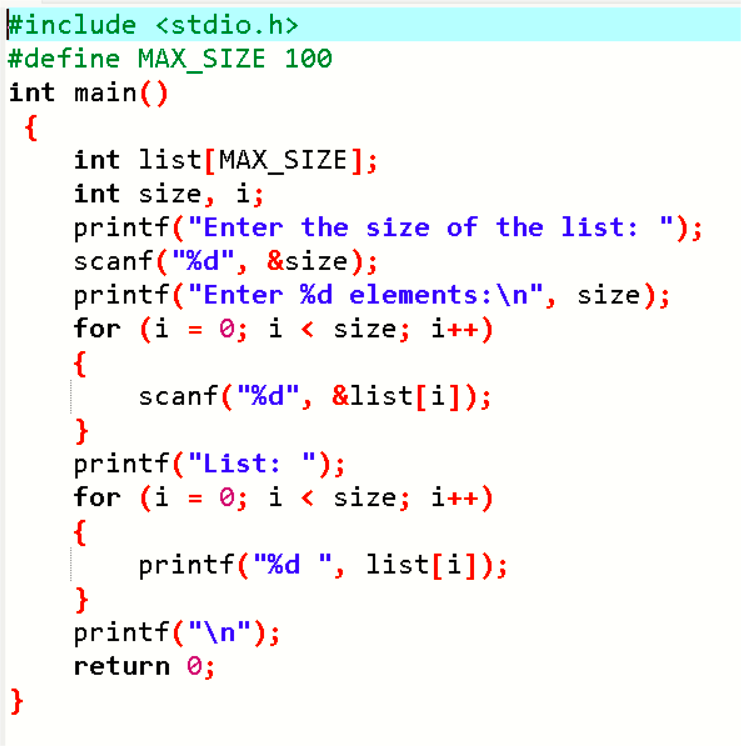 #include <stdio.h>
#define MAX_SIZE 100
int main()
 {
    int list[MAX_SIZE];
    int size, i;
    printf("Enter the size of the list: ");
    scanf("%d", &size);
    printf("Enter %d elements:\n", size);
    for (i = 0; i < size; i++)
    {
        scanf("%d", &list[i]);
    }
    printf("List: ");
    for (i = 0; i < size; i++)
    {
        printf("%d ", list[i]);
    }
    printf("\n");
    return 0;
}